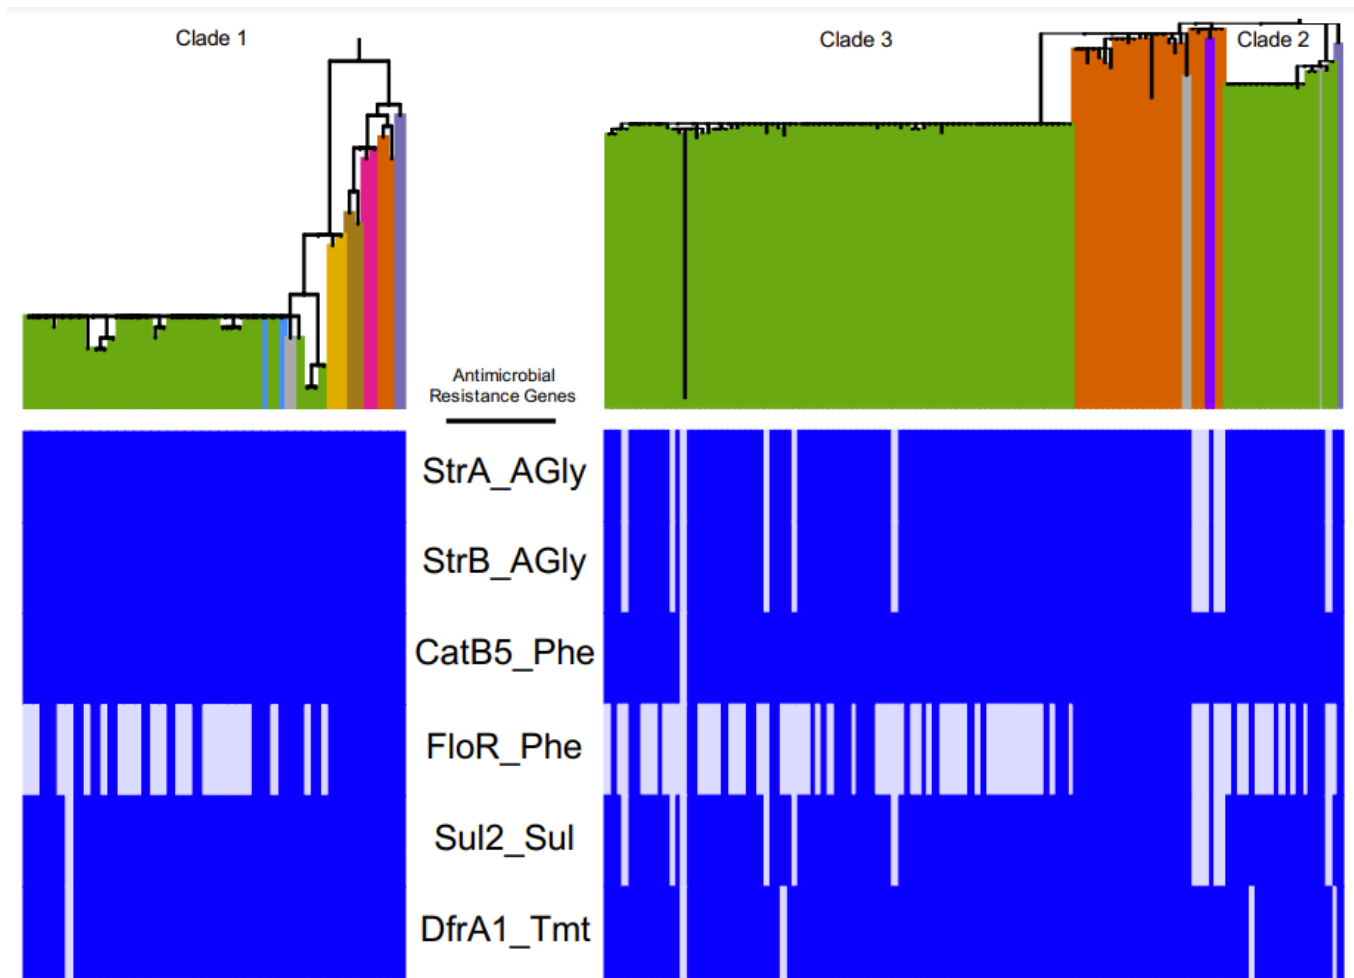 Clade 1
Clade 3
Clade 2
Antimicrobial
Resistance Genes
StrA_AGly
StrB_AGly
CatB5_Phe
FloR_Phe
Sul2_Sul
DfrA1_Tmt